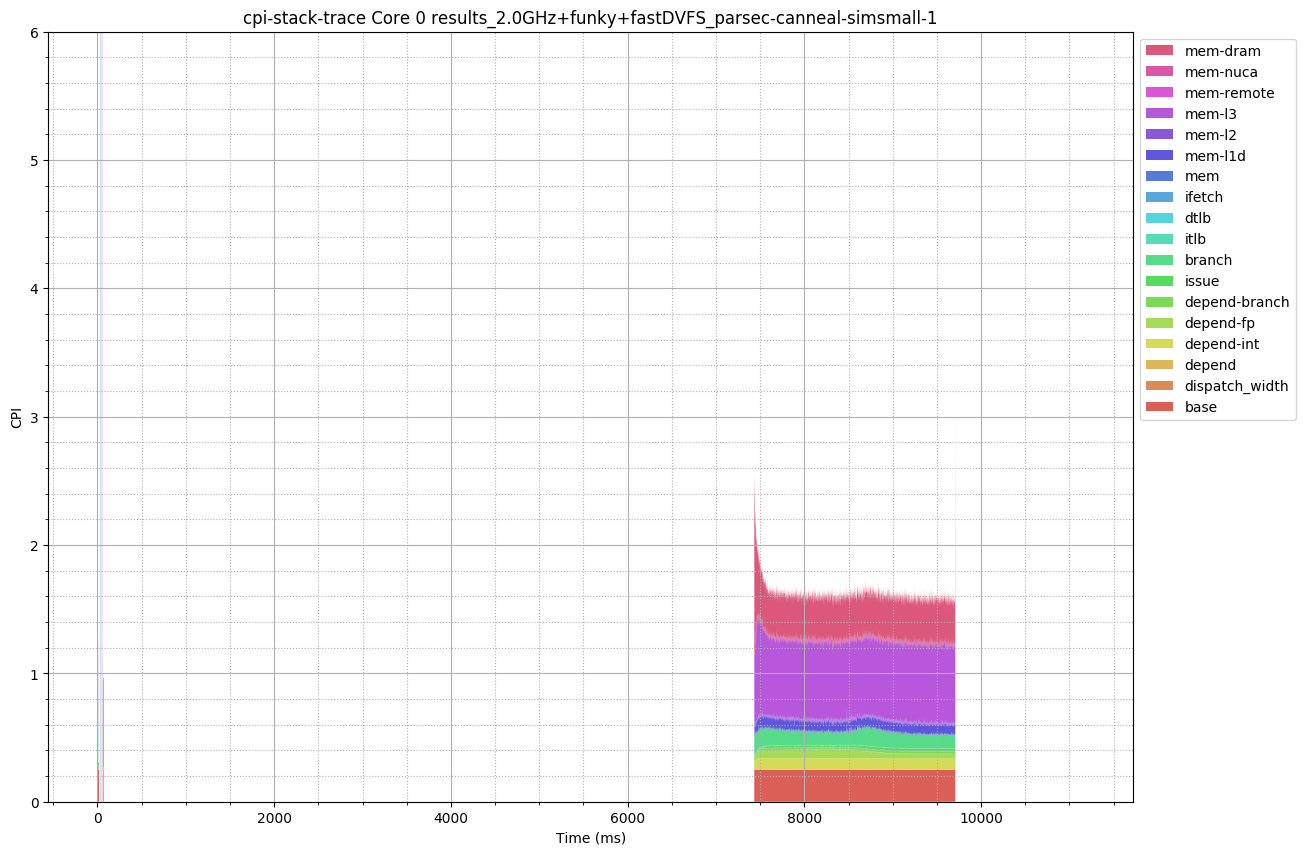 cpi-stack-trace Core 0 results_2.0GHz+funky+fastDVFS_parsec-canneal-simsmall-1
6
5
4
3
2
1
0
CPI
0
2000
4000
6000
8000
10000
Time (ms)
mem-dram
mem-nuca
mem-remote
mem-l3
mem-l2
mem-l1d
mem
ifetch
dtlb
itlb
branch
issue
depend-branch
depend-fp
depend-int
depend
dispatch_width
base